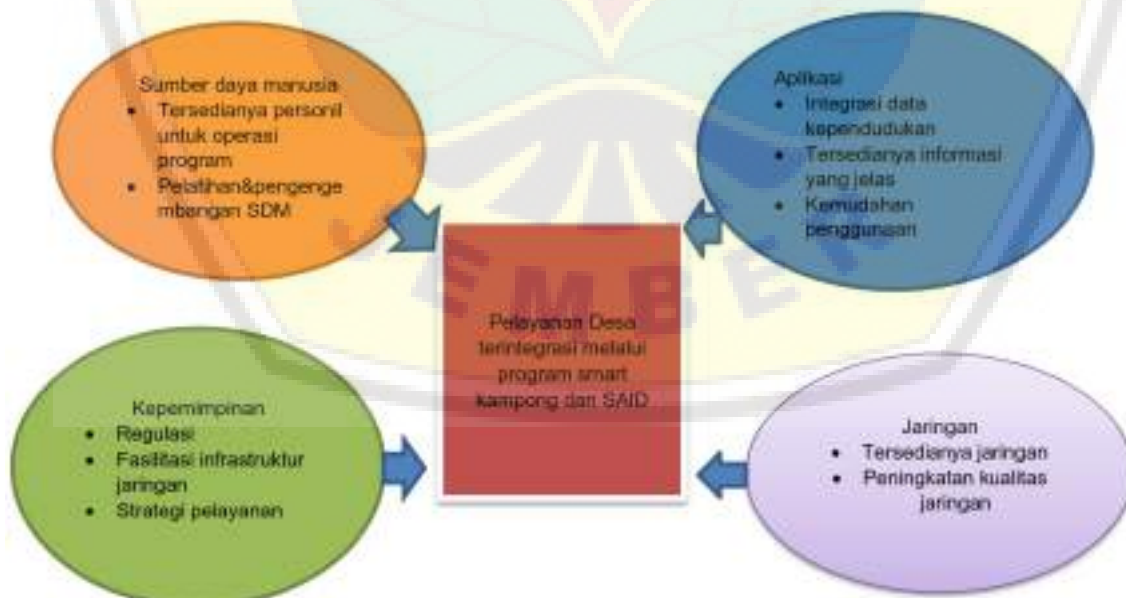 Sumber daya manusia
• Tersedianya personil
untuk operasi
program
• Pelatihan&pengenge
mbangan SDM
Aplikasi
• Integrasi data
kependudukan
• Tersedianya informasi
yang jelas
• Kemudahan
penggunaan
Pelayanan Desa
terintegrasi melalui
program smart
kampong dan SAID
Kepemimpinan
• Regulasi
• Fasilitasi infrastruktur
jaringan
• Strategi pelayanan
Jaringan
• Tersedianya jaringan
• Peningkatan kualitas
jaringan
JEMBER